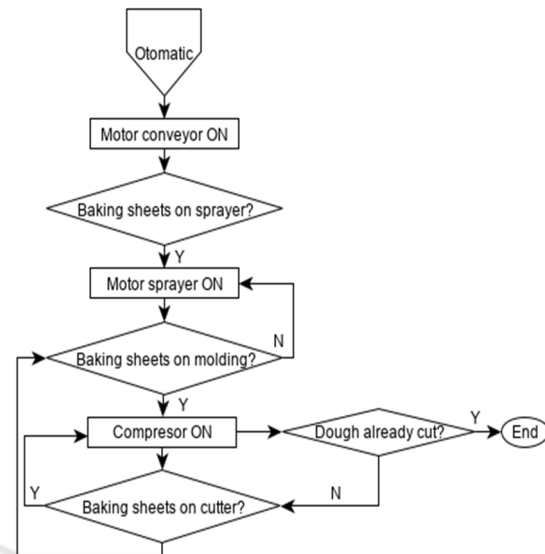 Otomatic
Motor conveyor ON
Baking sheets on sprayer?
Y
Motor sprayer ON
N
Baking sheets on molding?
Y
Compresor ON
Dough already cut?
Y
End
Y
Baking sheets on cutter?
N